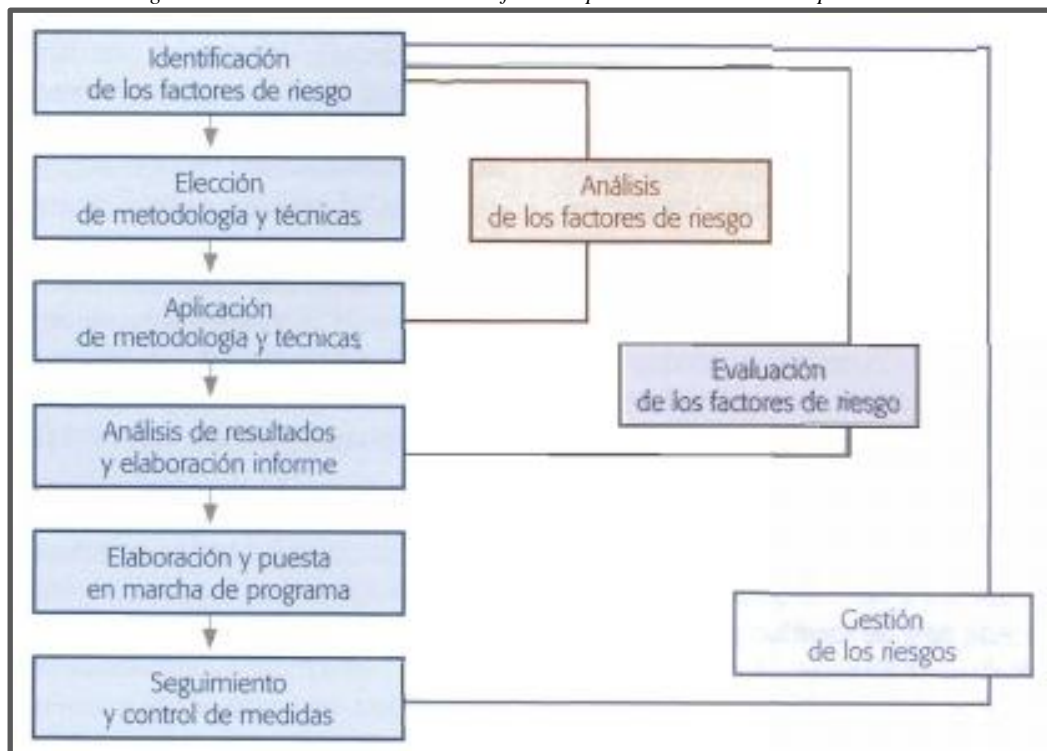 Identificación
de los factores de riesgo
Elección
de metodología y técnicas
Análisis
de los factores de riesgo
Aplicación
de metodología y técnicas
Evaluación
de los factores de riesgo
Análisis de resultados
y elaboración informe
Elaboración y puesta
en marcha de programa
Gestión
de los riesgos
Seguimiento
y control de medidas